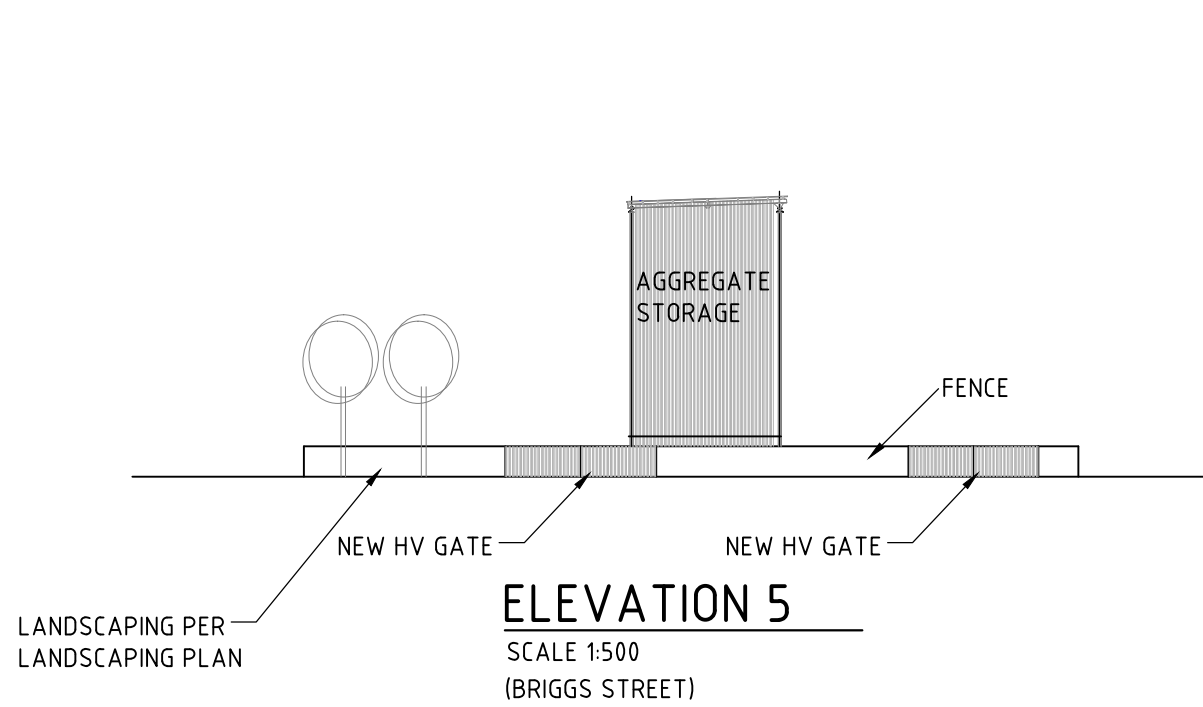 AGGREGATE
STORAGE
FENCE
NEW HV GATE
NEW HV GATE
LANDSCAPING PER
LANDSCAPING PLAN
ELEVATION 5
SCALE 1:500
(BRIGGS STREET)